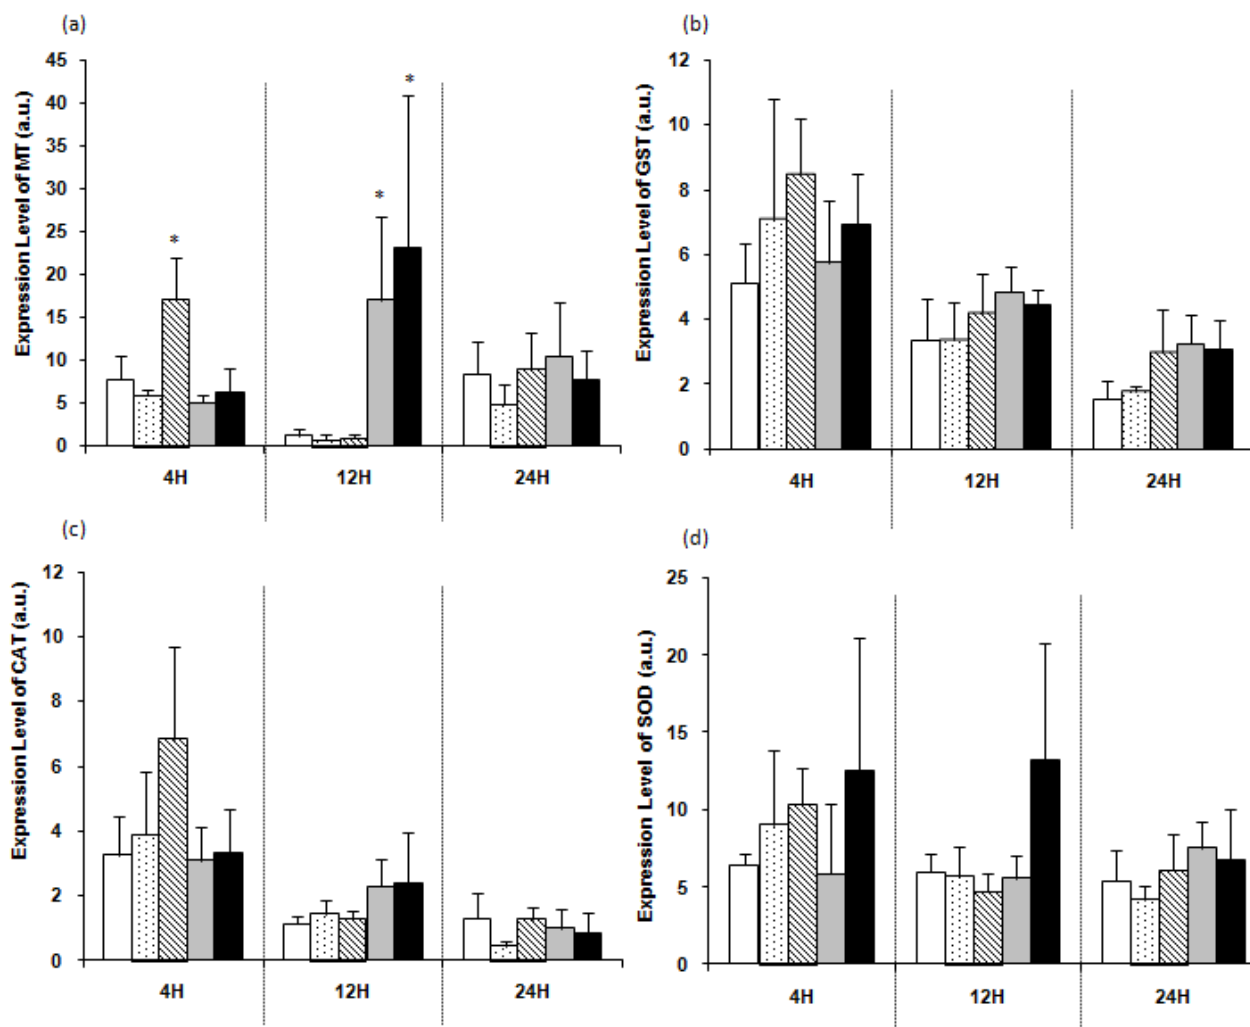 (a)
Expression Level of MT (a.u.)
45
40
35
30
25
20
15
10
5
0
*
*
*
4H
12H
24H
(b)
Expression Level of GST (a.u.)
12
10
8
6
4
2
0
4H
12H
24H
(c)
Expression Level of CAT (a.u.)
12
10
8
6
4
2
0
4H
12H
24H
(d)
Expression Level of SOD (a.u.)
25
20
15
10
5
0
4H
12H
24H